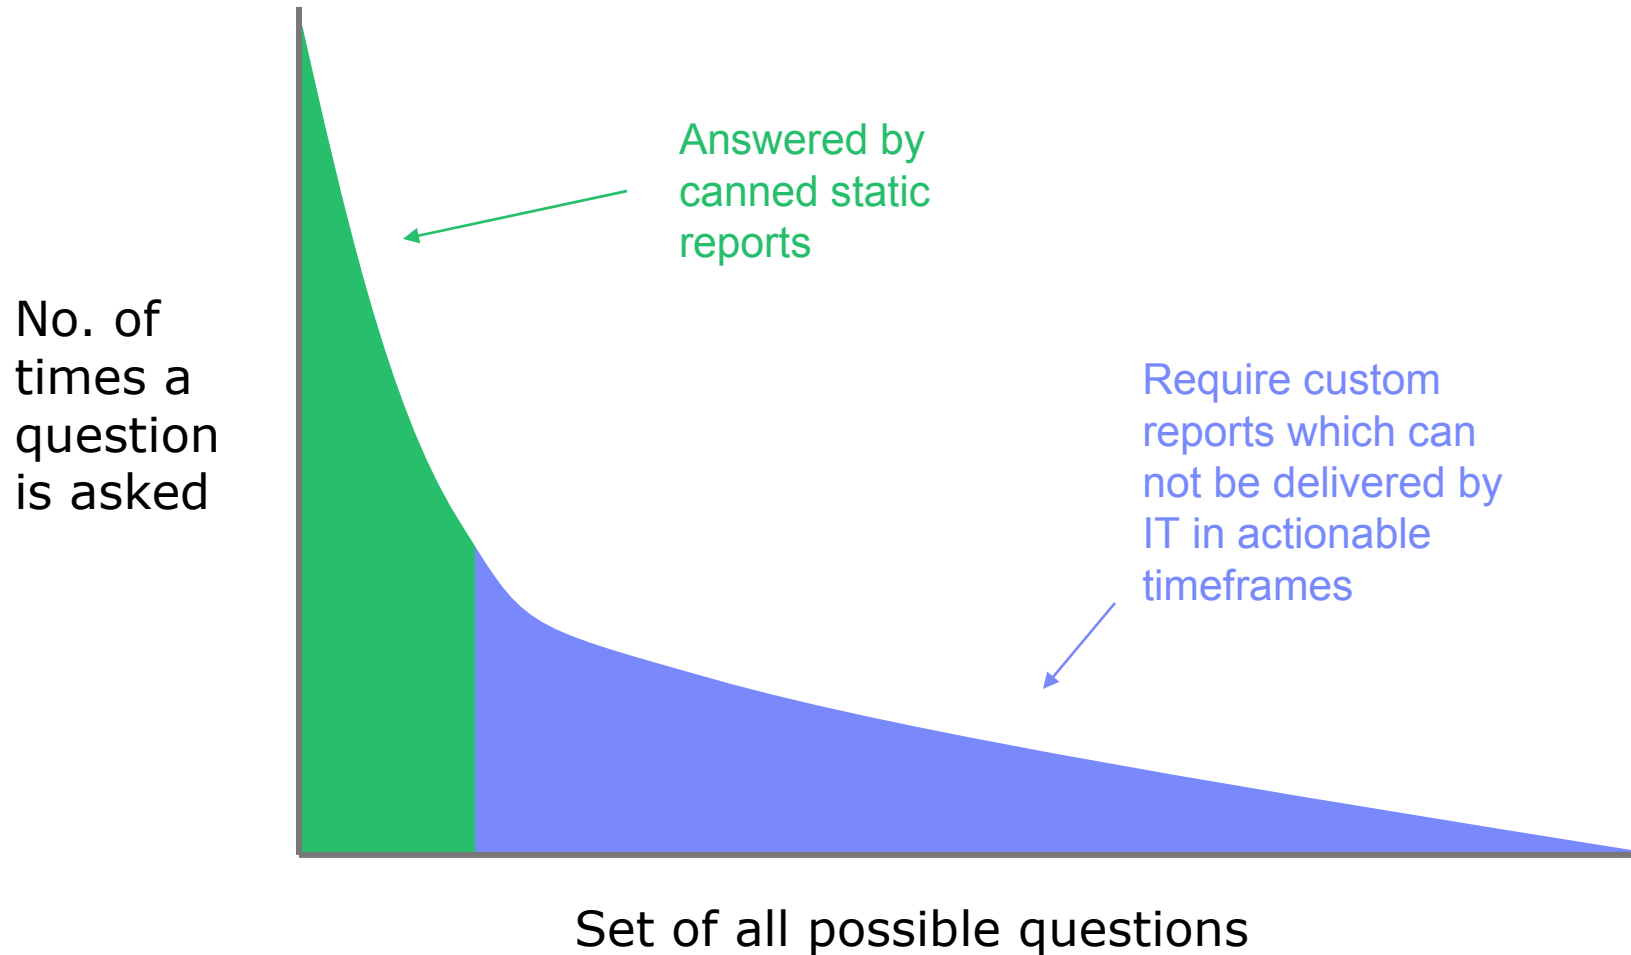 Answered by
canned static
reports
No. of
times a
question
is asked
Require custom
reports which can
not be delivered by
IT in actionable
timeframes
Set of all possible questions